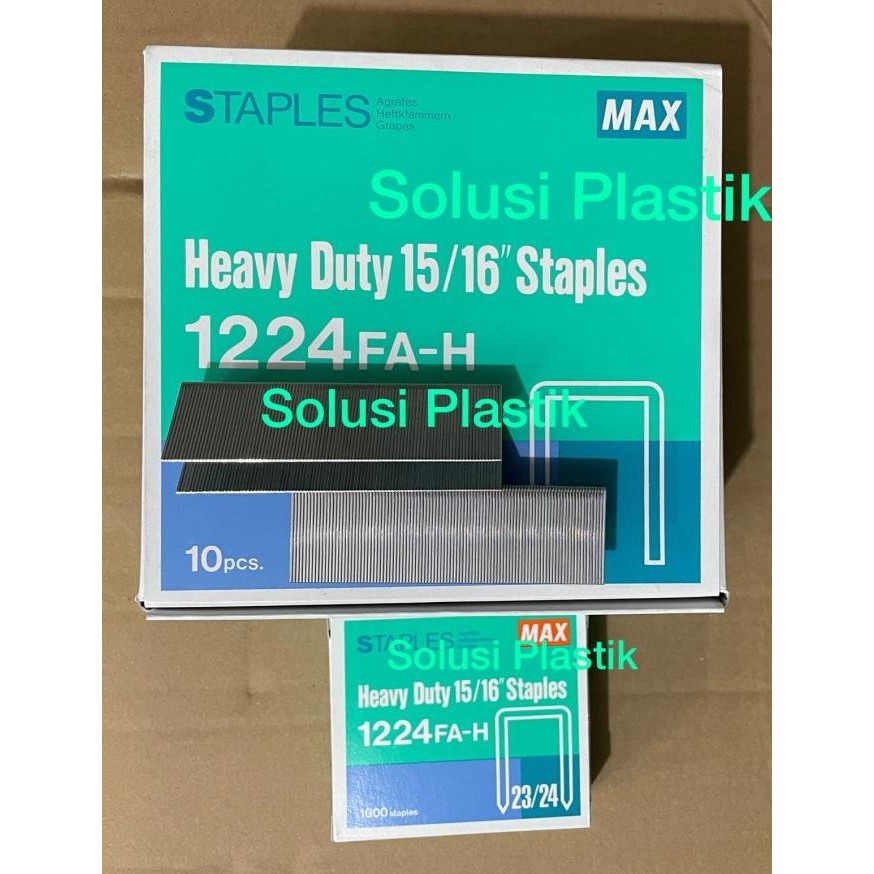 STAPLES
Agrafes
Heftklammern
Grapas
MAX
Solusi Plastik
Heavy Duty 15/16" Staples
1224FA-H
Solusi Plastik
10pcs.
STAPLES
MAX
Solusi Plastik
Heavy Duty 15/16" Staples
1224FA-H
23/24
1000 staples